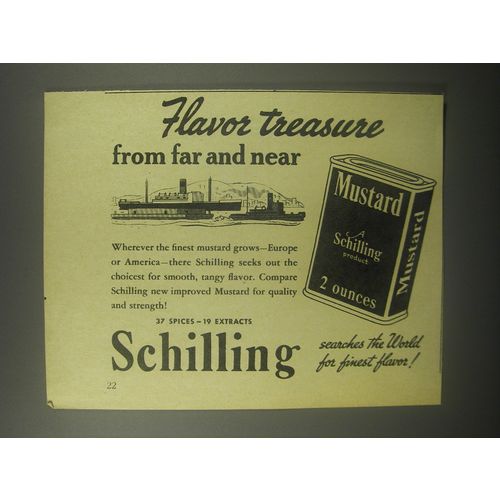 Flavor treasure
from far and near
Wherever the finest mustard grows—Europe
or America—there Schilling seeks out the
choicest for smooth, tangy flavor. Compare
Schilling new improved Mustard for quality
and strength!
37 SPICES – 19 EXTRACTS
Schilling
22
Mustard
A
Schilling
product
2 ounces
Mustard
searches the World
for finest flavor!